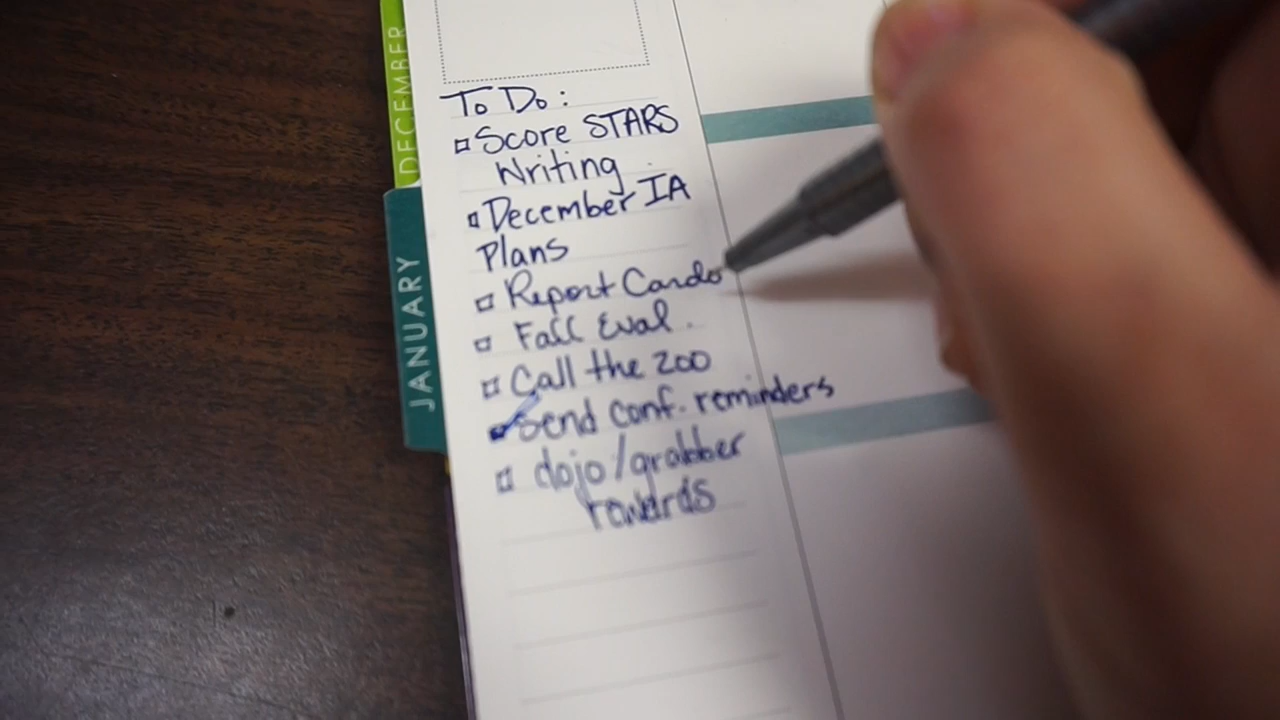 DECEMBER
JANUARY
To Do:
Score STARS
Writing
December IA
Plans
Report Cards
Fall Eval.
Call the zoo
Send conf. reminders
dojo/grabber
rewards